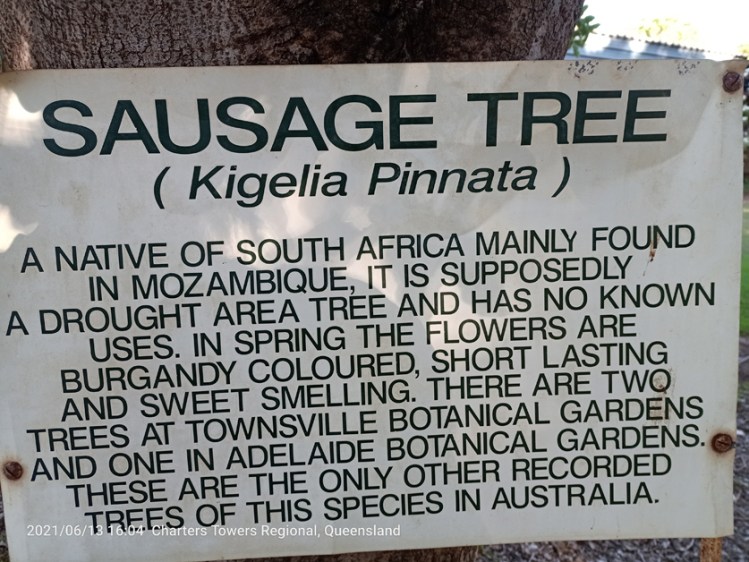 SAUSAGE TREE
( Kigelia Pinnata )
A NATIVE OF SOUTH AFRICA MAINLY FOUND
IN MOZAMBIQUE, IT IS SUPPOSEDLY
A DROUGHT AREA TREE AND HAS NO KNOWN
USES. IN SPRING THE FLOWERS ARE
BURGANDY COLOURED, SHORT LASTING
AND SWEET SMELLING. THERE ARE TWO
TREES AT TOWNSVILLE BOTANICAL GARDENS
AND ONE IN ADELAIDE BOTANICAL GARDENS.
THESE ARE THE ONLY OTHER RECORDED
TREES OF THIS SPECIES IN AUSTRALIA.
2021/06/13 16:04 Charters Towers Regional, Queensland